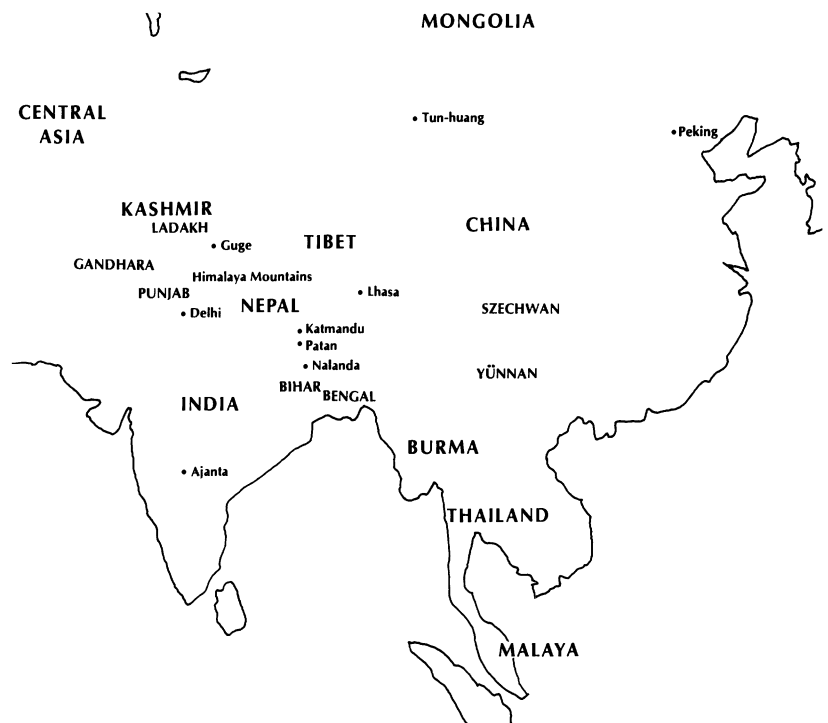 MONGOLIA
CENTRAL
ASIA
Tun-huang
Peking
KASHMIR
LADAKH
Guge
TIBET
CHINA
GANDHARA
Himalaya Mountains
PUNJAB
Lhasa
Delhi
NEPAL
SZECHWAN
Katmandu
Patan
Nalanda
YÜNNAN
BIHAR
BENGAL
INDIA
BURMA
Ajanta
THAILAND
MALAYA